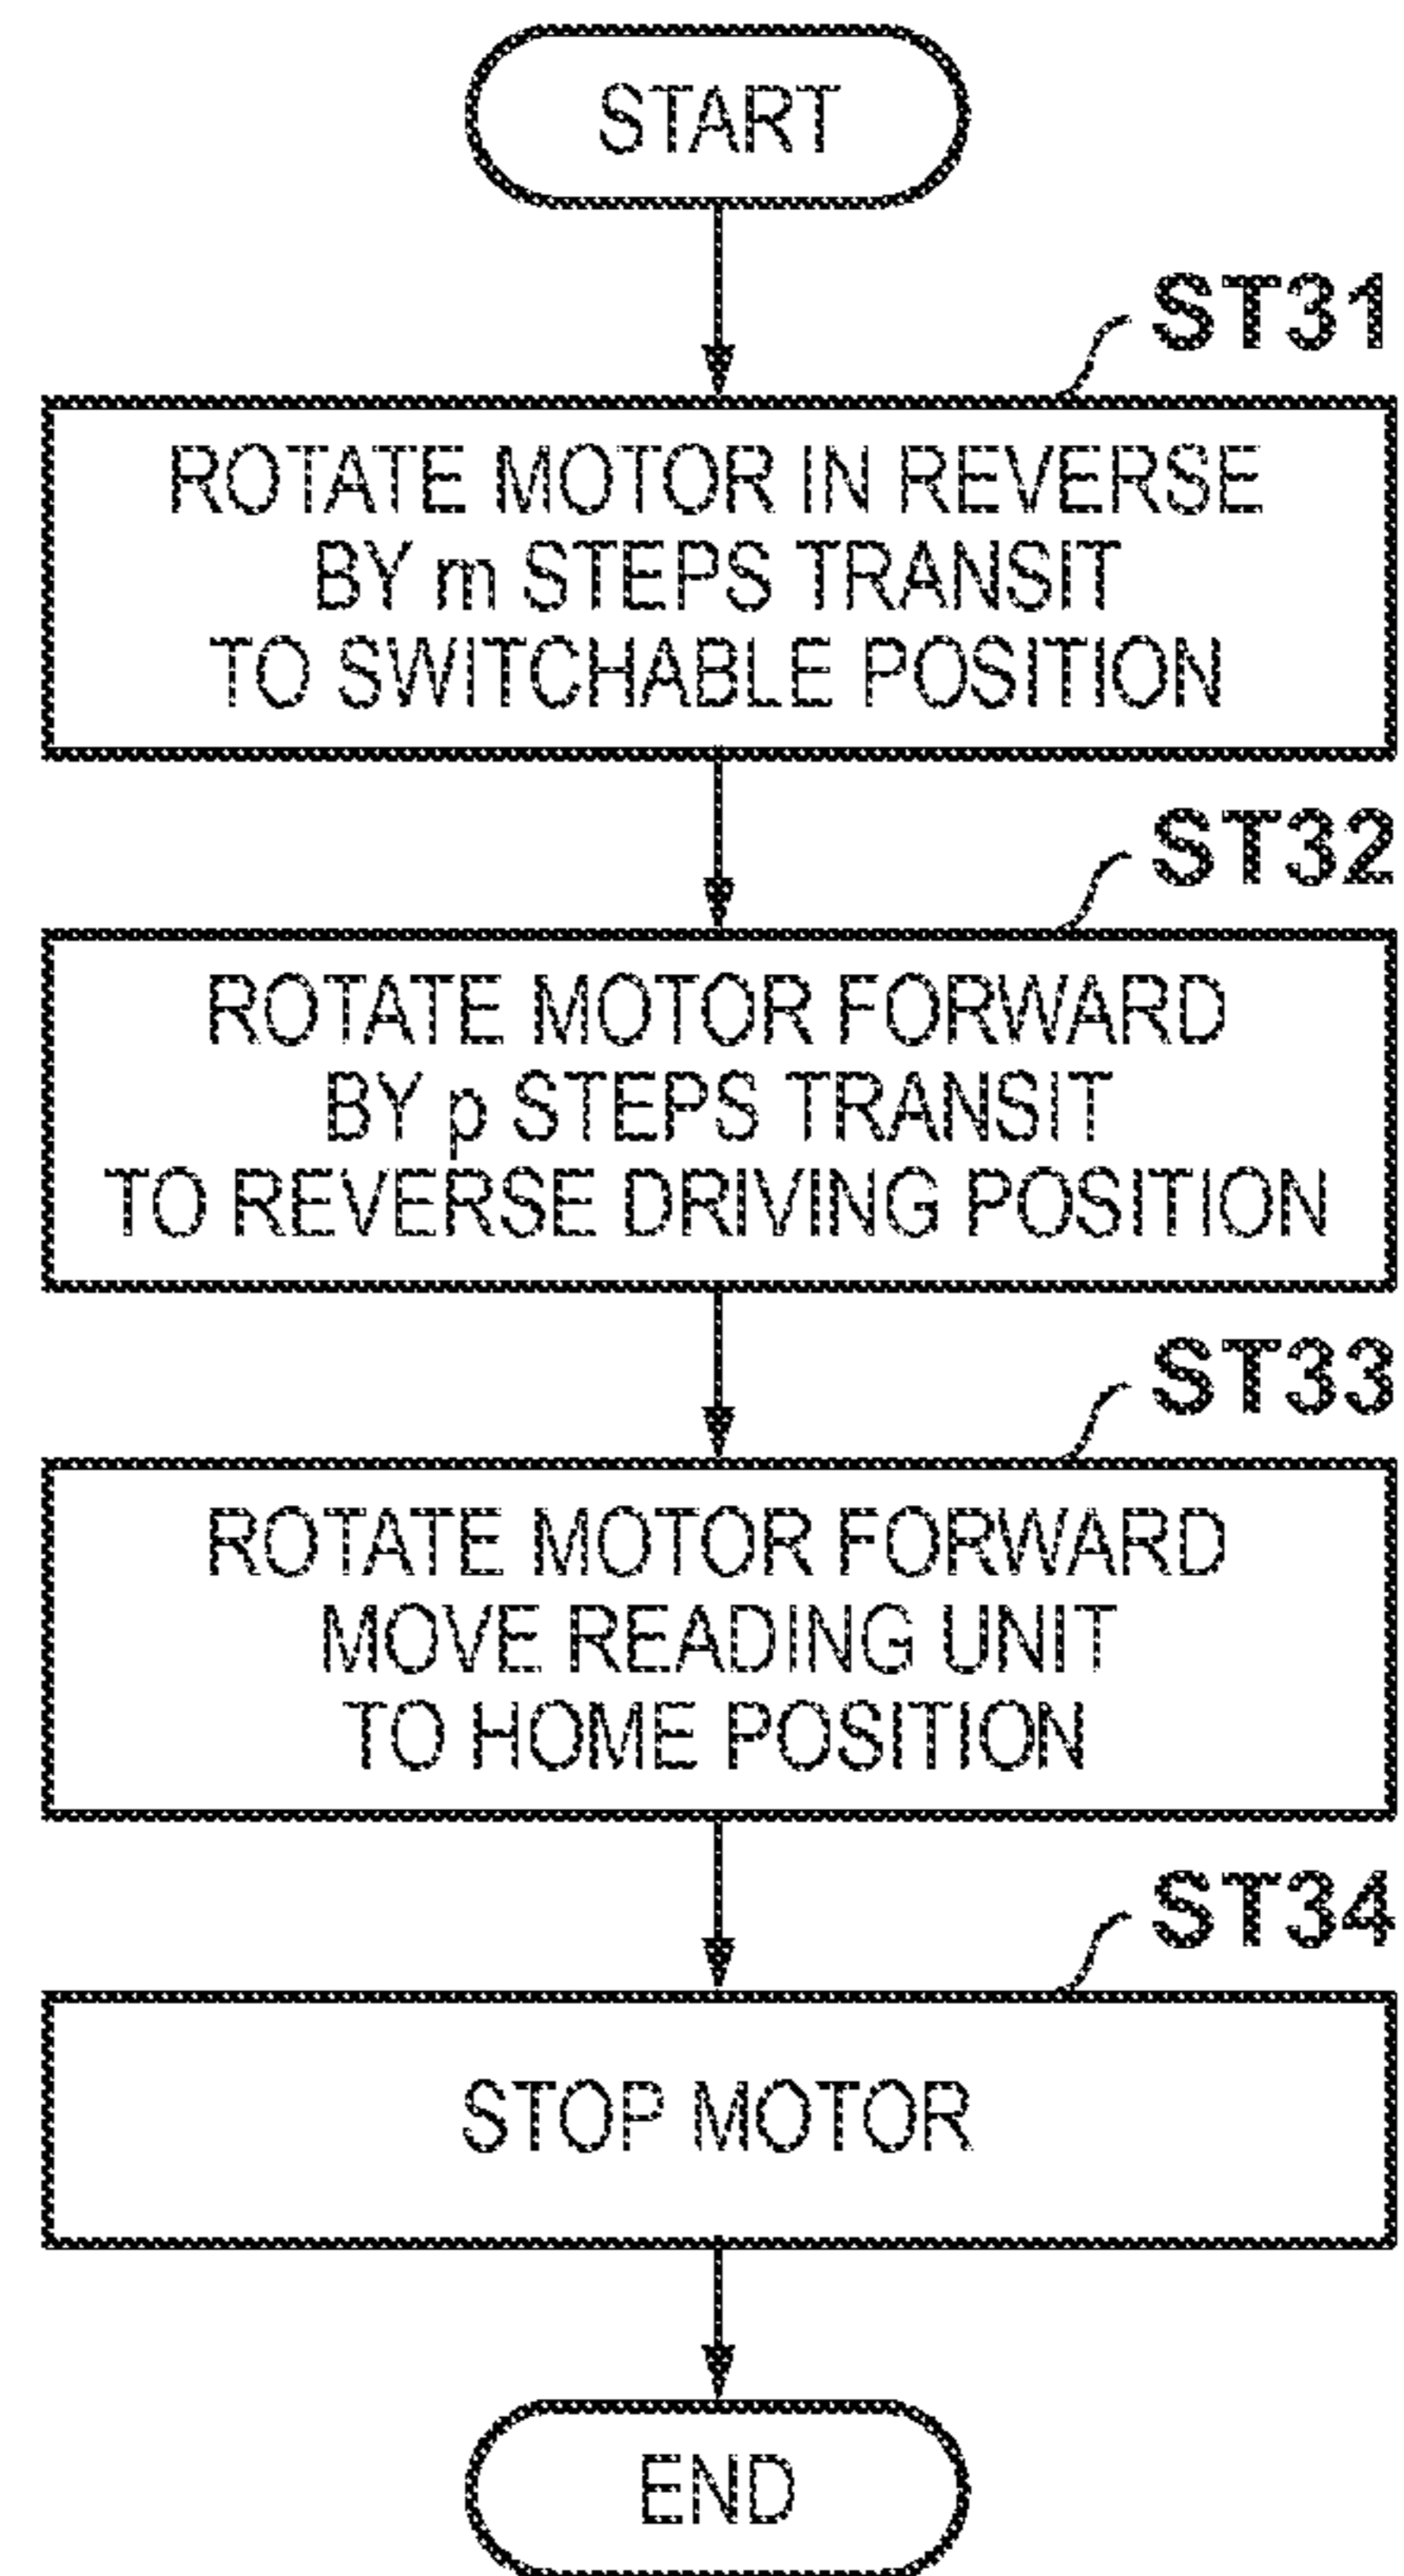 START
ST31
ROTATE MOTOR IN REVERSE
BY m STEPS TRANSIT
TO SWITCHABLE POSITION
ST32
ROTATE MOTOR FORWARD
BY p STEPS TRANSIT
TO REVERSE DRIVING POSITION
ST33
ROTATE MOTOR FORWARD
MOVE READING UNIT
TO HOME POSITION
ST34
STOP MOTOR
END